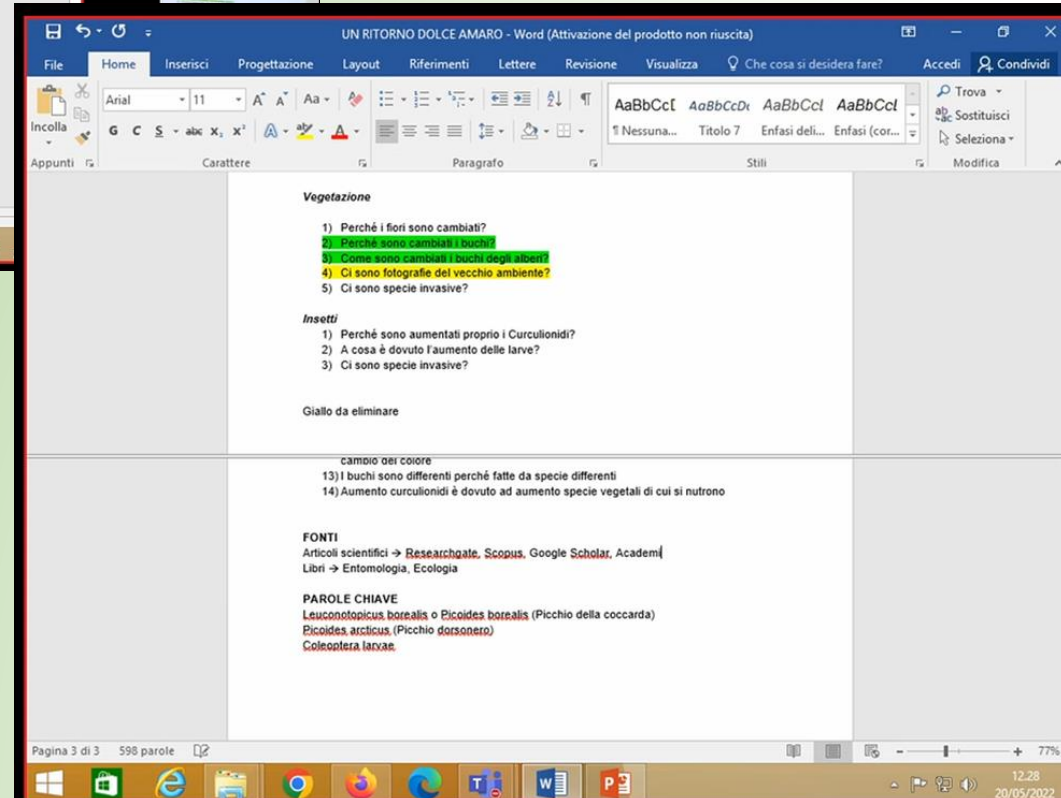 UN RITORNO DOLCE AMARO - Word (Attivazione del prodotto non riuscita)
File Home Inserisci Progettazione Layout Riferimenti Lettere Revisione Visualizza Che cosa si desidera fare? Accedi Condividi
Incolla
Arial 11
G C S abc X₂ X²
AaBbCcD AaBbCcDc AaBbCcI AaBbCcI
¶ Nessuna... Titolo 7 Enfasi deli... Enfasi (cor...
Trova
Sostituisci
Seleziona
Appunti Carattere Paragrafo Stili Modifica
Vegetazione
1) Perché i fiori sono cambiati?
2) Perché sono cambiati i buchi?
3) Come sono cambiati i buchi degli alberi?
4) Ci sono fotografie del vecchio ambiente?
5) Ci sono specie invasive?
Insetti
1) Perché sono aumentati proprio i Curculionidi?
2) A cosa è dovuto l'aumento delle larve?
3) Ci sono specie invasive?
Giallo da eliminare
cambio del colore
13) I buchi sono differenti perché fatte da specie differenti
14) Aumento curculionidi è dovuto ad aumento specie vegetali di cui si nutrono
FONTI
Articoli scientifici → Researchgate, Scopus, Google Scholar, Academi
Libri → Entomologia, Ecologia
PAROLE CHIAVE
Leuconotopicus borealis o Picoides borealis (Picchio della coccarda)
Picoides arcticus (Picchio dorsonero)
Coleoptera larvae
Pagina 3 di 3 598 parole 77%
12.28
20/05/2022